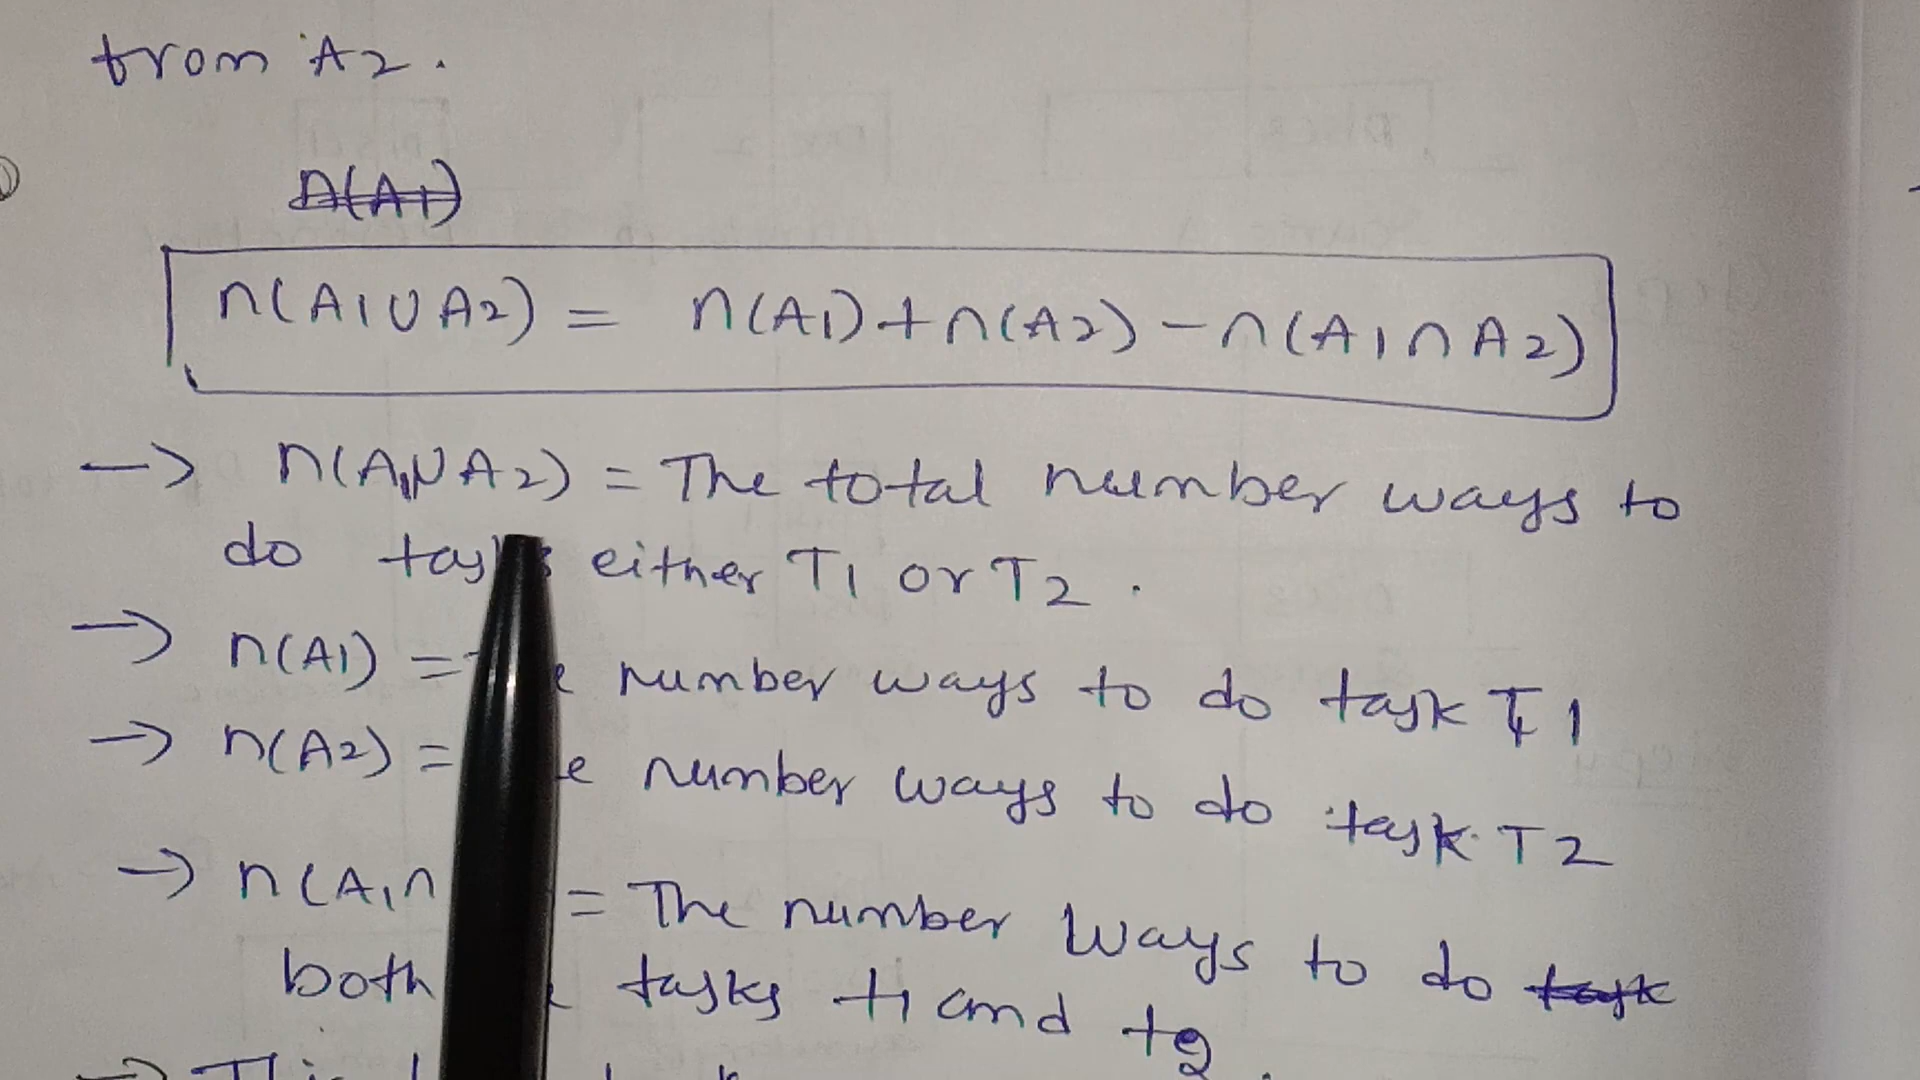 from A2.
n(A1)
n(A1∪A2) = n(A1)+n(A2)-n(A1∩A2)
→ n(A1∪A2) = The total number ways to
do either T1 or T2.
→ n(A1) = number ways to do task T1
→ n(A2) = number ways to do task T2
→ n(A1∩ = The number ways to do task
both tasks t1 and t2.